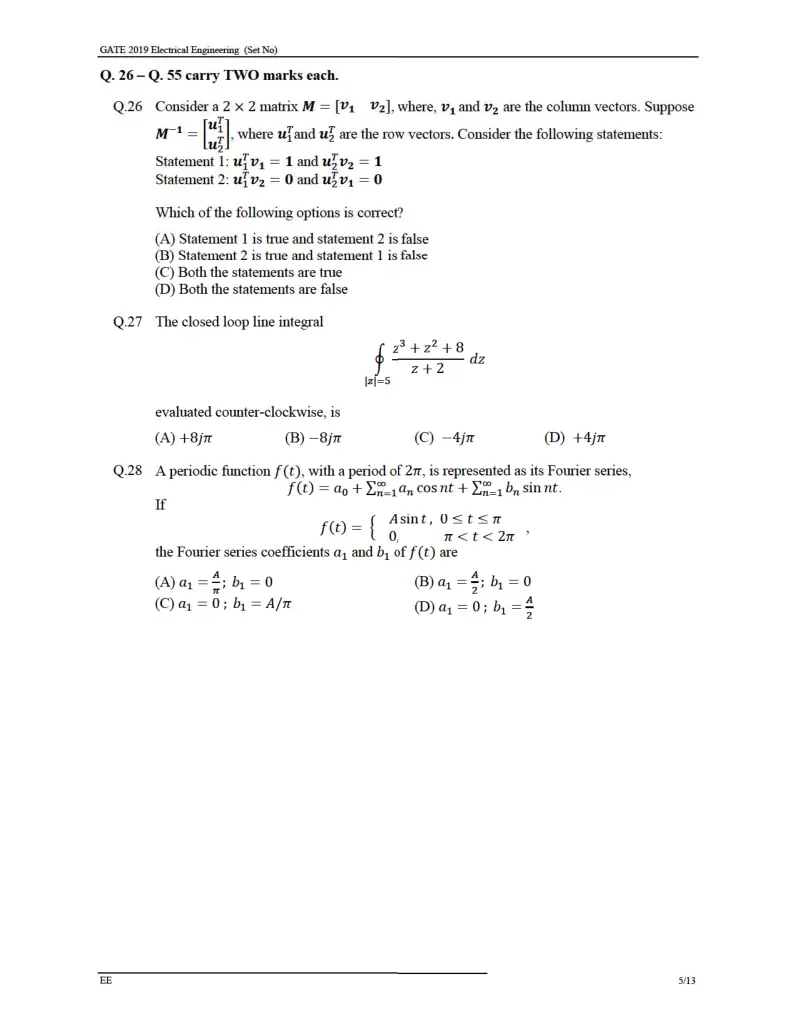 GATE 2019 Electrical Engineering (Set No)
Q. 26 – Q. 55 carry TWO marks each.
Q.26 Consider a 2 × 2 matrix M = [v₁ v₂], where, v₁ and v₂ are the column vectors. Suppose
M⁻¹ = [u₁ᵀ; u₂ᵀ], where u₁ᵀand u₂ᵀ are the row vectors. Consider the following statements:
Statement 1: u₁ᵀv₁ = 1 and u₂ᵀv₂ = 1
Statement 2: u₁ᵀv₂ = 0 and u₂ᵀv₁ = 0
Which of the following options is correct?
(A) Statement 1 is true and statement 2 is false
(B) Statement 2 is true and statement 1 is false
(C) Both the statements are true
(D) Both the statements are false
Q.27 The closed loop line integral
∮_{|z|=5} (z³ + z² + 8)/(z + 2) dz
evaluated counter-clockwise, is
(A) +8jπ (B) −8jπ (C) −4jπ (D) +4jπ
Q.28 A periodic function f(t), with a period of 2π, is represented as its Fourier series,
f(t) = a₀ + Σₙ₌₁^∞ aₙ cos nt + Σₙ₌₁^∞ bₙ sin nt.
If
f(t) = { A sin t , 0 ≤ t ≤ π
0, π < t < 2π ,
the Fourier series coefficients a₁ and b₁ of f(t) are
(A) a₁ = A/π; b₁ = 0 (B) a₁ = A/2; b₁ = 0
(C) a₁ = 0 ; b₁ = A/π (D) a₁ = 0 ; b₁ = A/2
EE 5/13